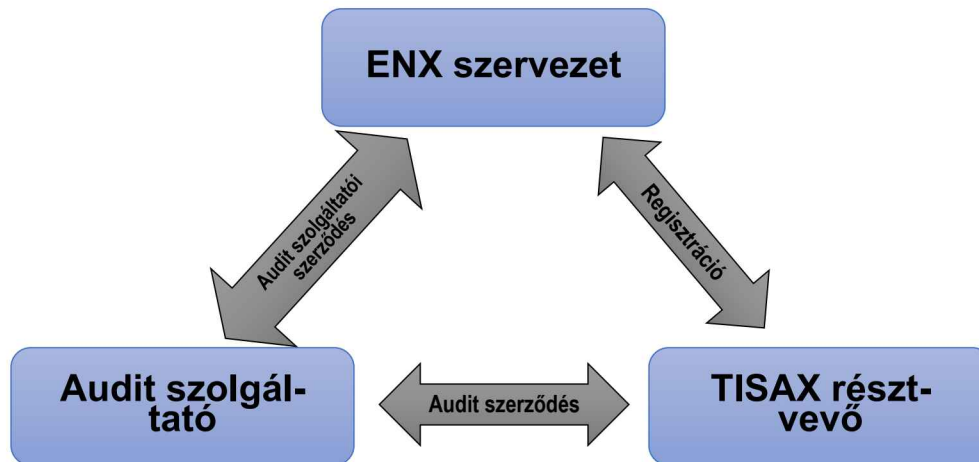 ENX szervezet
Audit szolgáltatói
szerződés
Regisztráció
Audit szolgál-
tató
Audit szerződés
TISAX részt-
vevő